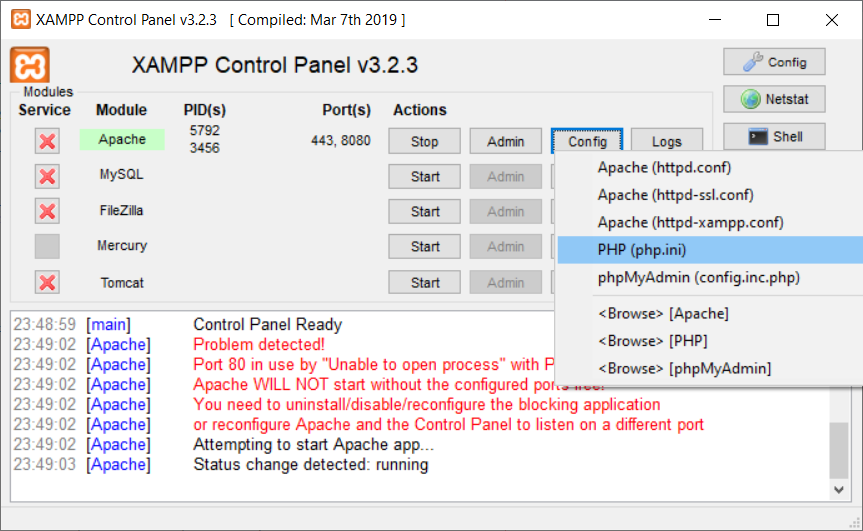 XAMPP Control Panel v3.2.3 [ Compiled: Mar 7th 2019 ]
XAMPP Control Panel v3.2.3
Config
Netstat
Shell
Modules
Service Module PID(s) Port(s) Actions
Apache 5792 3456 443, 8080 Stop Admin Config Logs
MySQL Start Admin
FileZilla Start Admin
Mercury Start Admin
Tomcat Start Admin
Apache (httpd.conf)
Apache (httpd-ssl.conf)
Apache (httpd-xampp.conf)
PHP (php.ini)
phpMyAdmin (config.inc.php)
<Browse> [Apache]
<Browse> [PHP]
<Browse> [phpMyAdmin]
23:48:59 [main] Control Panel Ready
23:49:02 [Apache] Problem detected!
23:49:02 [Apache] Port 80 in use by "Unable to open process" with
23:49:02 [Apache] Apache WILL NOT start without the configured ports free!
23:49:02 [Apache] You need to uninstall/disable/reconfigure the blocking application
23:49:02 [Apache] or reconfigure Apache and the Control Panel to listen on a different port
23:49:02 [Apache] Attempting to start Apache app...
23:49:03 [Apache] Status change detected: running